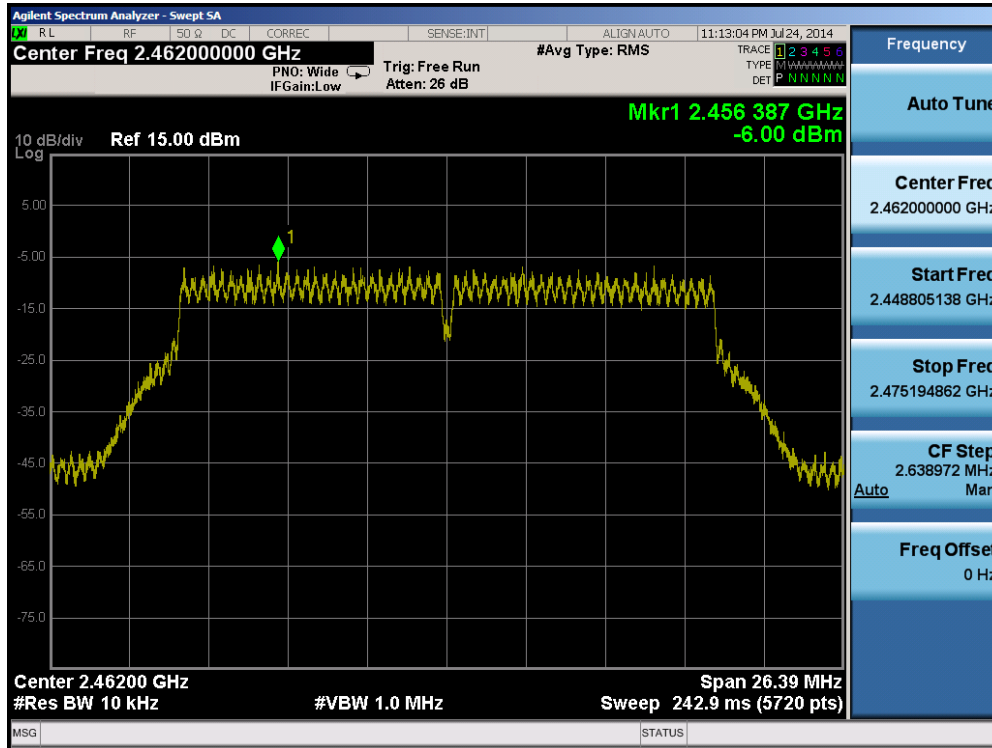 Agilent Spectrum Analyzer - Swept SA
LXI RL RF 50 Ω DC CORREC SENSE:INT ALIGNAUTO 11:13:04 PM Jul 24, 2014
Center Freq 2.462000000 GHz
PNO: Wide
IFGain:Low
Trig: Free Run
Atten: 26 dB
#Avg Type: RMS
TRACE 1 2 3 4 5 6
TYPE M
DET P N N N N N
Mkr1 2.456 387 GHz
-6.00 dBm
10 dB/div Ref 15.00 dBm
Log
1
5.00
-5.00
-15.0
-25.0
-35.0
-45.0
-55.0
-65.0
-75.0
Center 2.46200 GHz Span 26.39 MHz
#Res BW 10 kHz #VBW 1.0 MHz Sweep 242.9 ms (5720 pts)
MSG STATUS
Frequency
Auto Tune
Center Freq
2.462000000 GHz
Start Freq
2.448805138 GHz
Stop Freq
2.475194862 GHz
CF Step
2.638972 MHz
Auto Man
Freq Offset
0 Hz